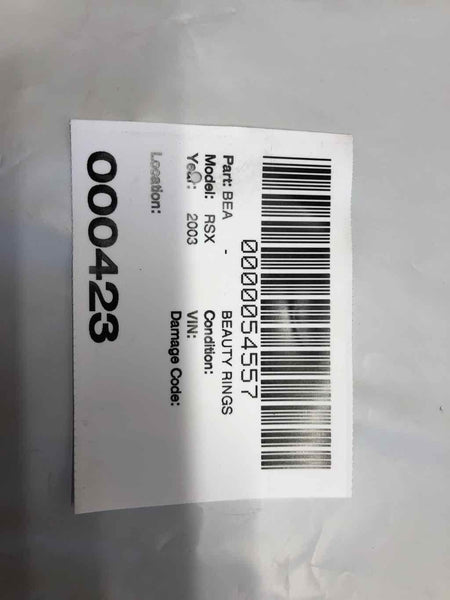 0000054557
Part: BEA - BEAUTY RINGS
Model: RSX Condition:
Year: 2003 VIN:
Damage Code:
Location:
000423